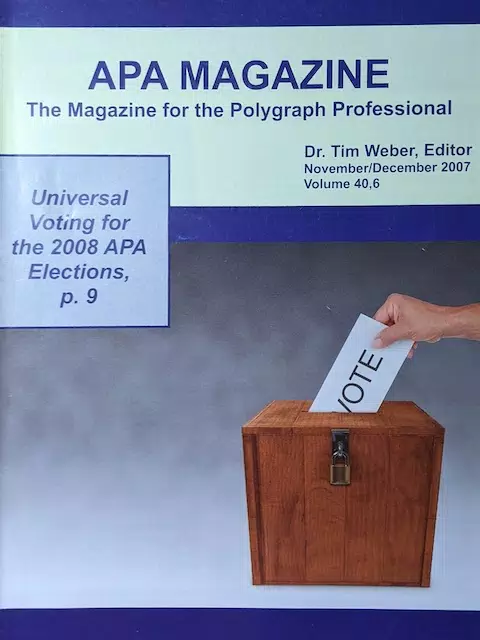 APA MAGAZINE
The Magazine for the Polygraph Professional
Dr. Tim Weber, Editor
November/December 2007
Volume 40,6
Universal
Voting for
the 2008 APA
Elections,
p. 9
VOTE